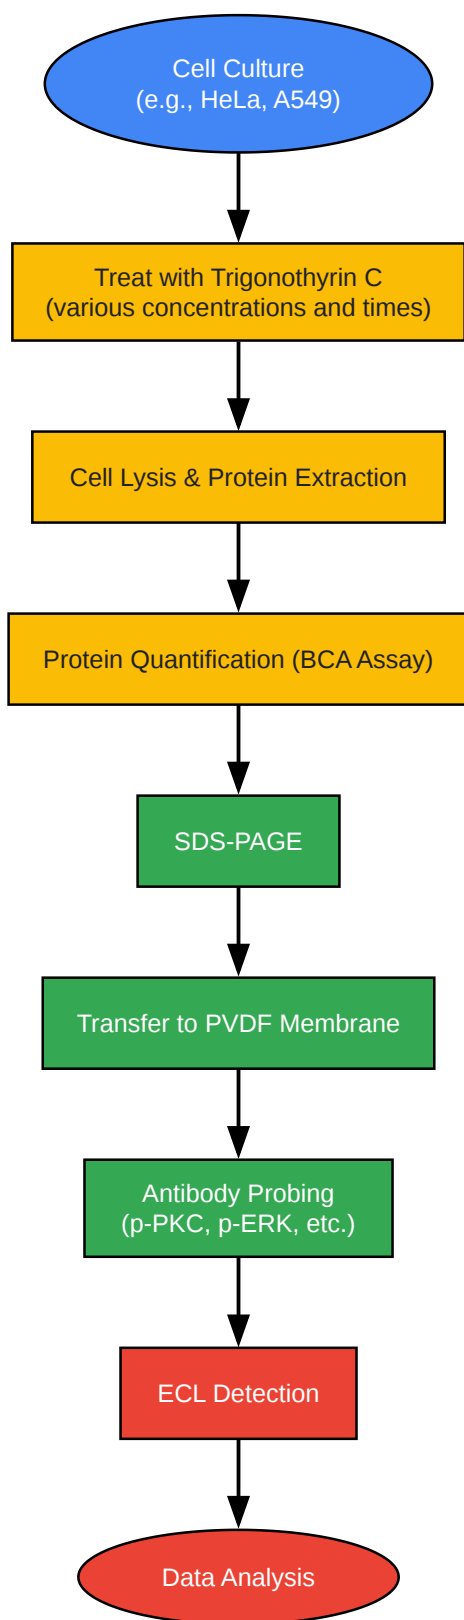 Cell Culture
(e.g., HeLa, A549)
Treat with Trigonothyrin C
(various concentrations and times)
Cell Lysis & Protein Extraction
Protein Quantification (BCA Assay)
SDS-PAGE
Transfer to PVDF Membrane
Antibody Probing
(p-PKC, p-ERK, etc.)
ECL Detection
Data Analysis